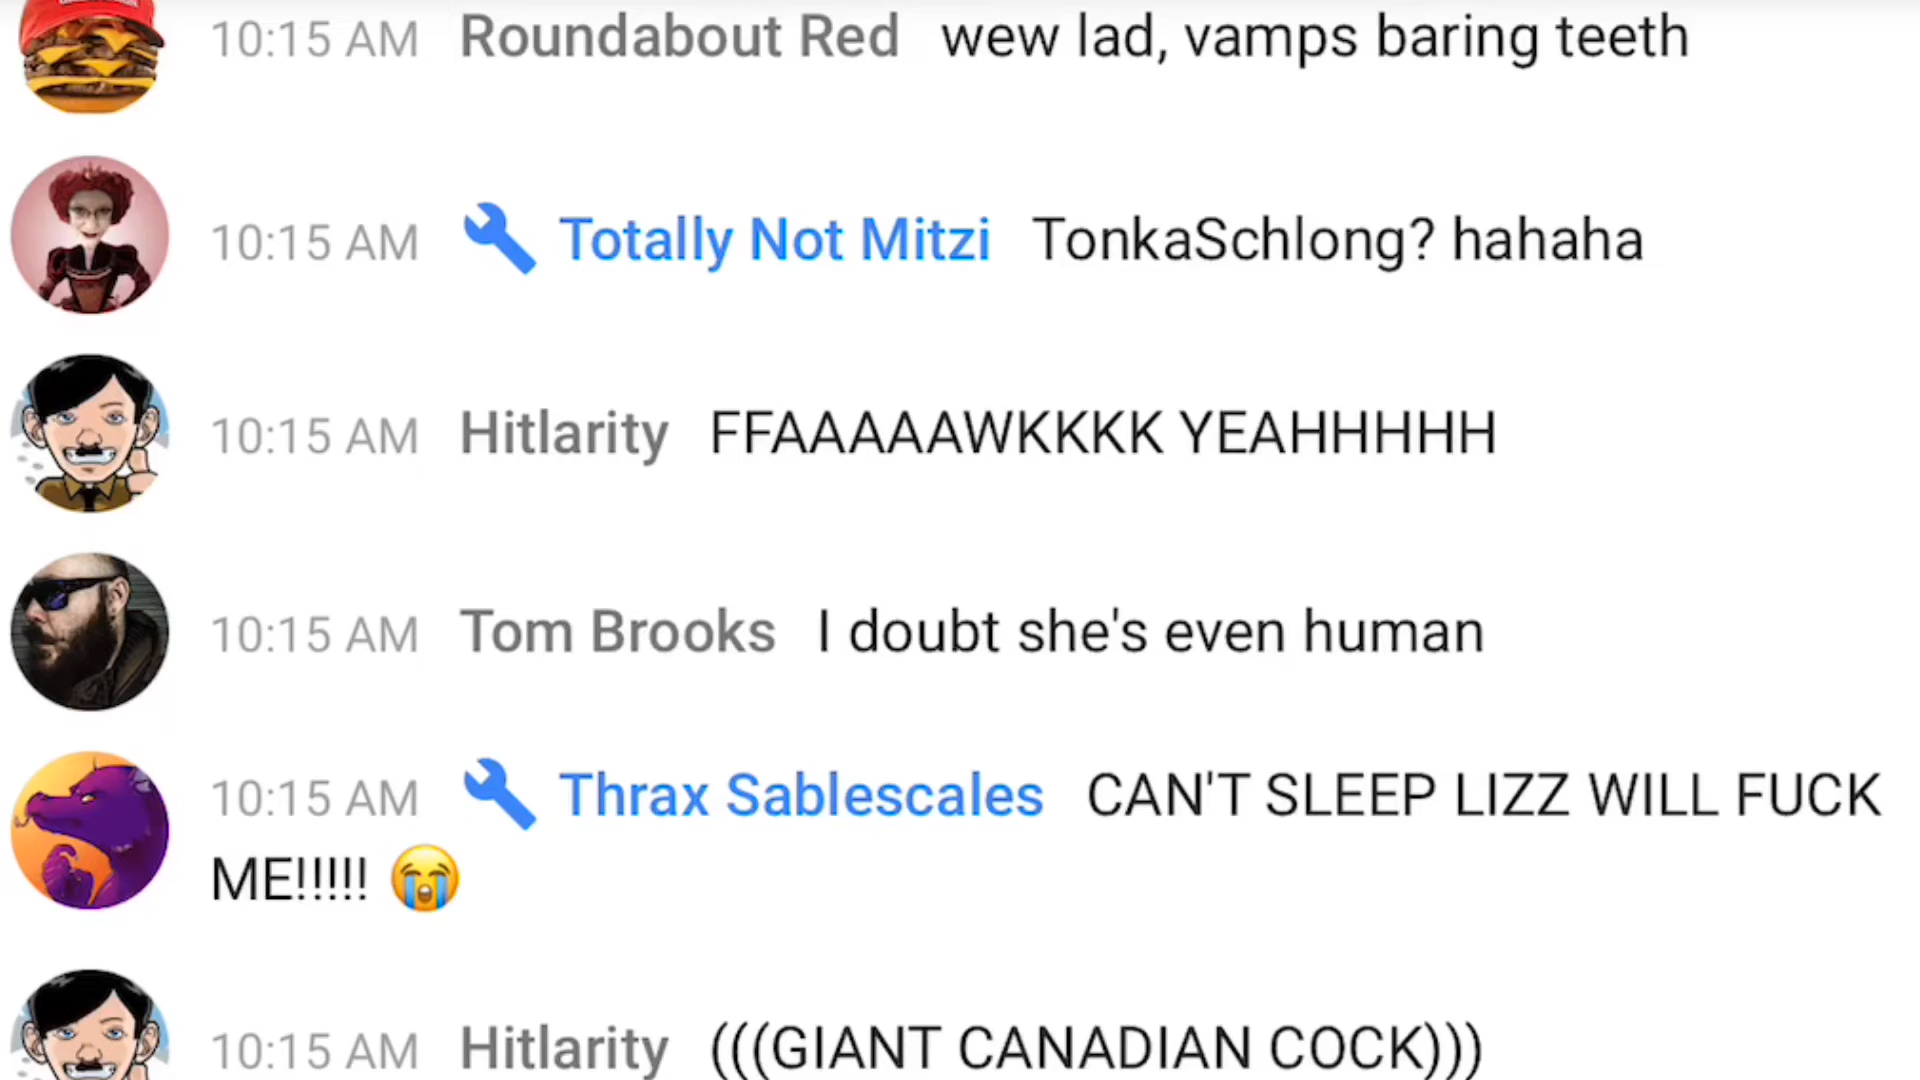 10:15 AM Roundabout Red wew lad, vamps baring teeth
10:15 AM Totally Not Mitzi TonkaSchlong? hahaha
10:15 AM Hitlarity FFAAAAAWKKKK YEAHHHHH
10:15 AM Tom Brooks I doubt she's even human
10:15 AM Thrax Sablescales CAN'T SLEEP LIZZ WILL FUCK
ME!!!!! 😭
10:15 AM Hitlarity (((GIANT CANADIAN COCK)))